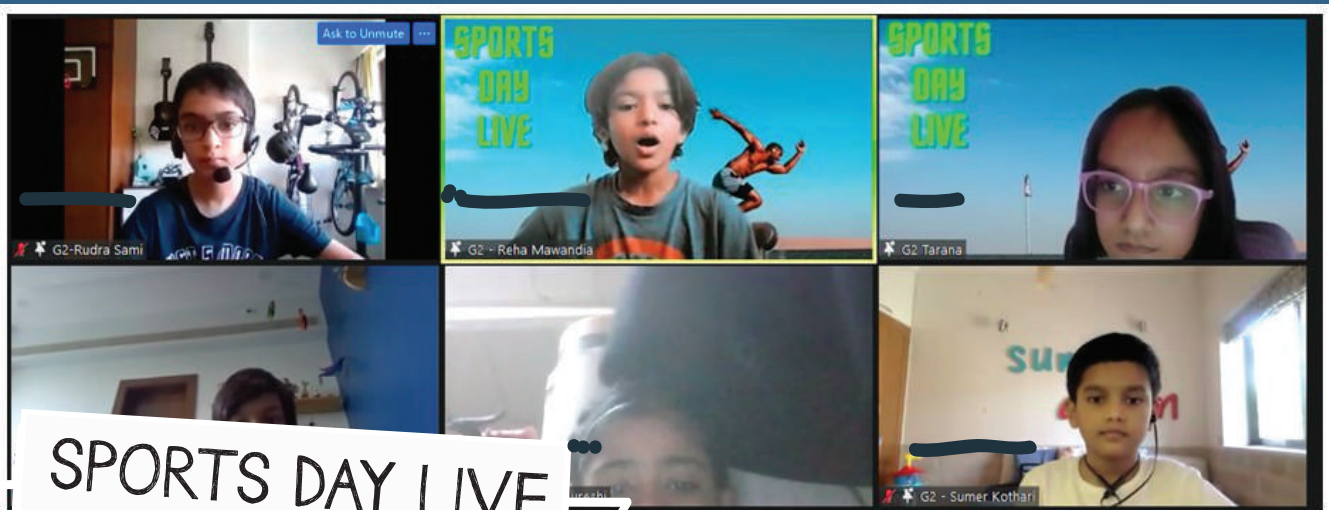 Ask to Unmute
SPORTS
DAY
LIVE
SPORTS
DAY
LIVE
G2-Rudra Sami
G2 - Reha Mawandia
G2 Tarana
SPORTS DAY LIVE
G2 - Sumer Kothari